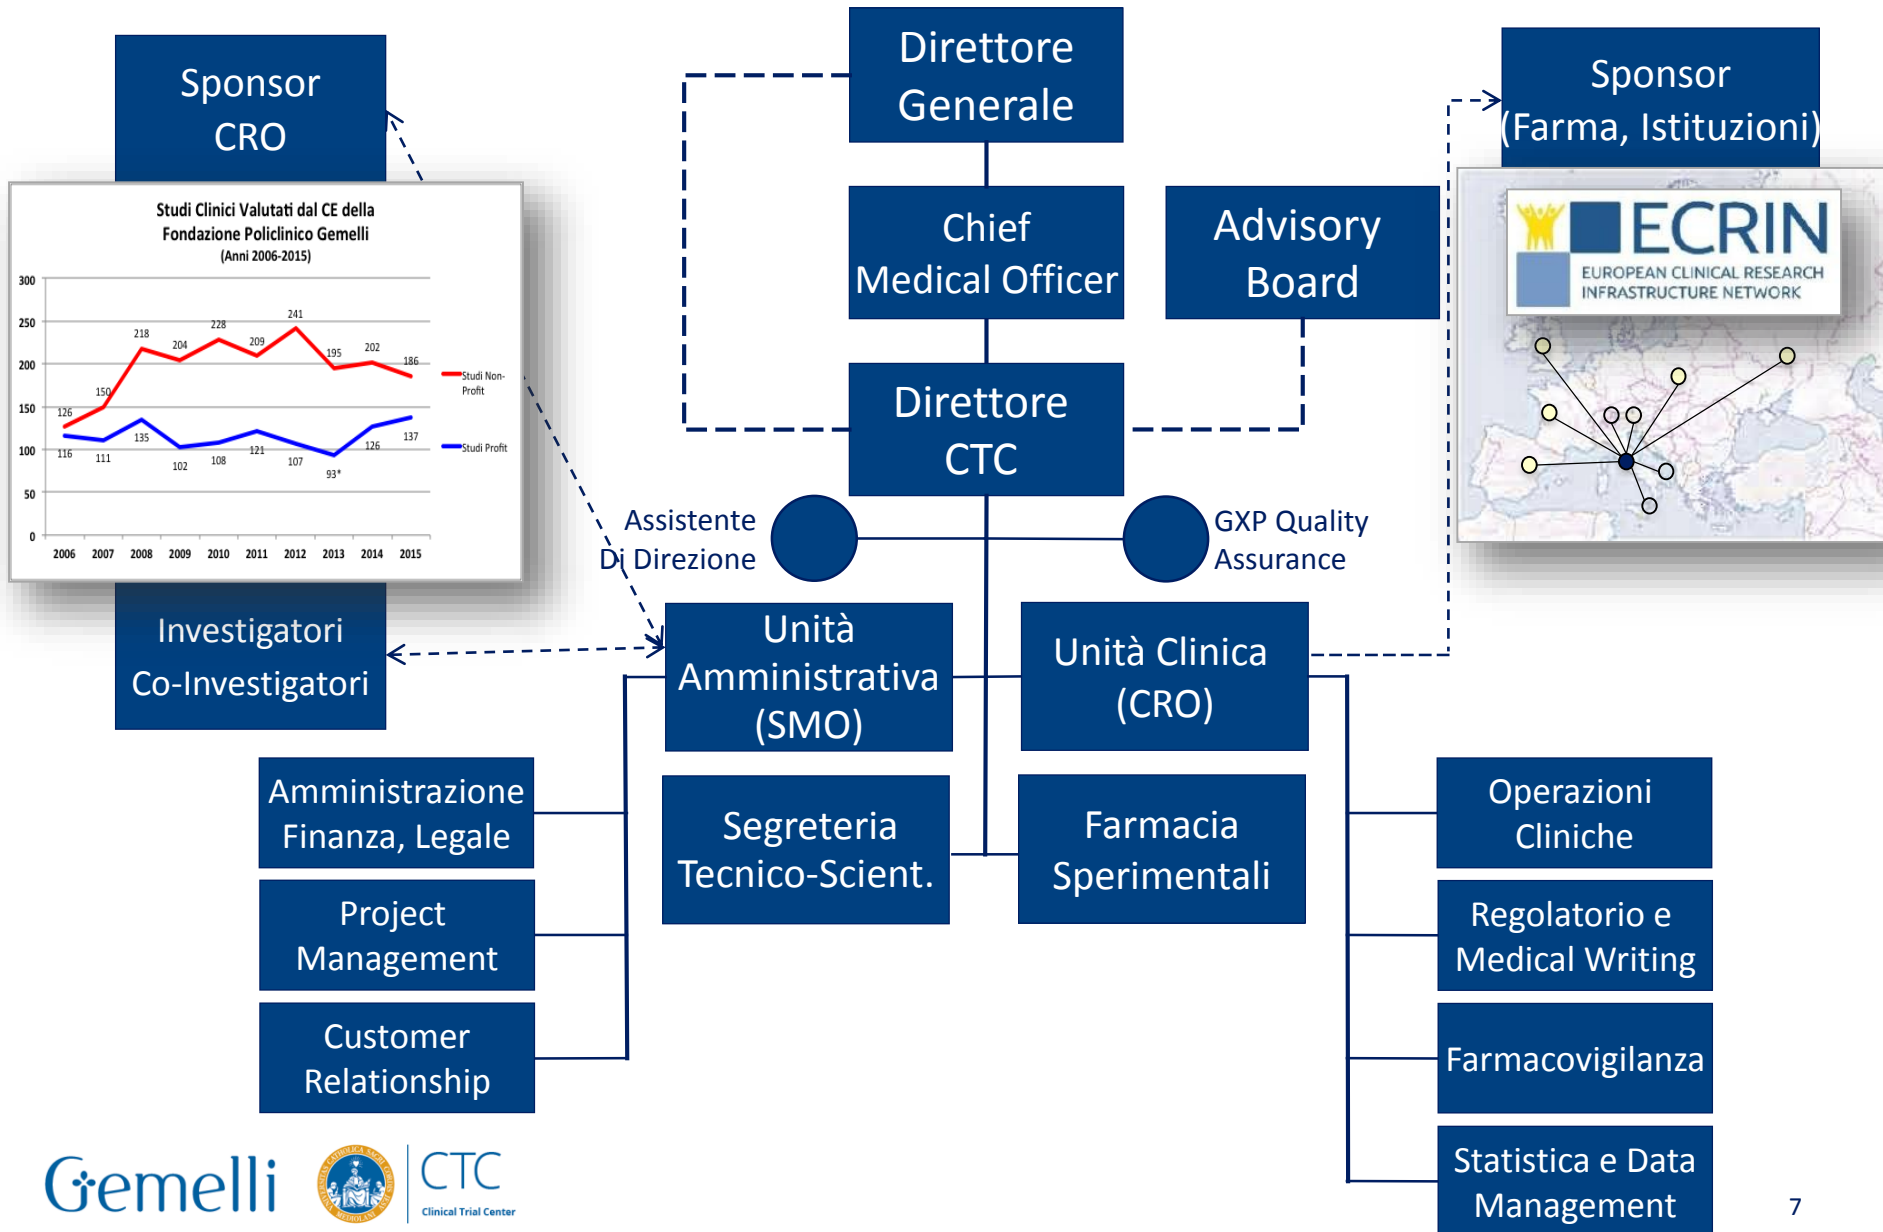 Sponsor
CRO
Direttore
Generale
Sponsor
(Farma, Istituzioni)
Chief
Medical Officer
Advisory
Board
Studi Clinici Valutati dal CE della
Fondazione Policlinico Gemelli
(Anni 2006-2015)
300
250
200
150
100
50
0
126
150
218
204
228
209
241
195
202
186
116
111
135
102
108
121
107
93*
126
137
2006 2007 2008 2009 2010 2011 2012 2013 2014 2015
Studi Non-
Profit
Studi Profit
ECRIN
EUROPEAN CLINICAL RESEARCH
INFRASTRUCTURE NETWORK
Direttore
CTC
Assistente
Di Direzione
GXP Quality
Assurance
Investigatori
Co-Investigatori
Unità
Amministrativa
(SMO)
Unità Clinica
(CRO)
Amministrazione
Finanza, Legale
Segreteria
Tecnico-Scient.
Farmacia
Sperimentali
Operazioni
Cliniche
Project
Management
Regolatorio e
Medical Writing
Customer
Relationship
Farmacovigilanza
Statistica e Data
Management
Gemelli
CTC
Clinical Trial Center
7